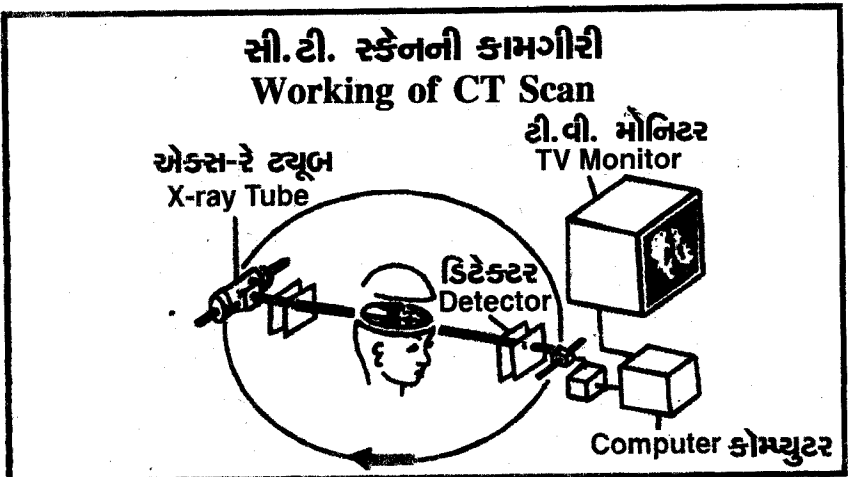 સી.ટી. સ્કેનની કામગીરી
Working of CT Scan
ટી.વી. મોનિટર
TV Monitor
એક્સ-રે ટ્યૂબ
X-ray Tube
ડિટેક્ટર
Detector
Computer કોમ્પ્યુટર